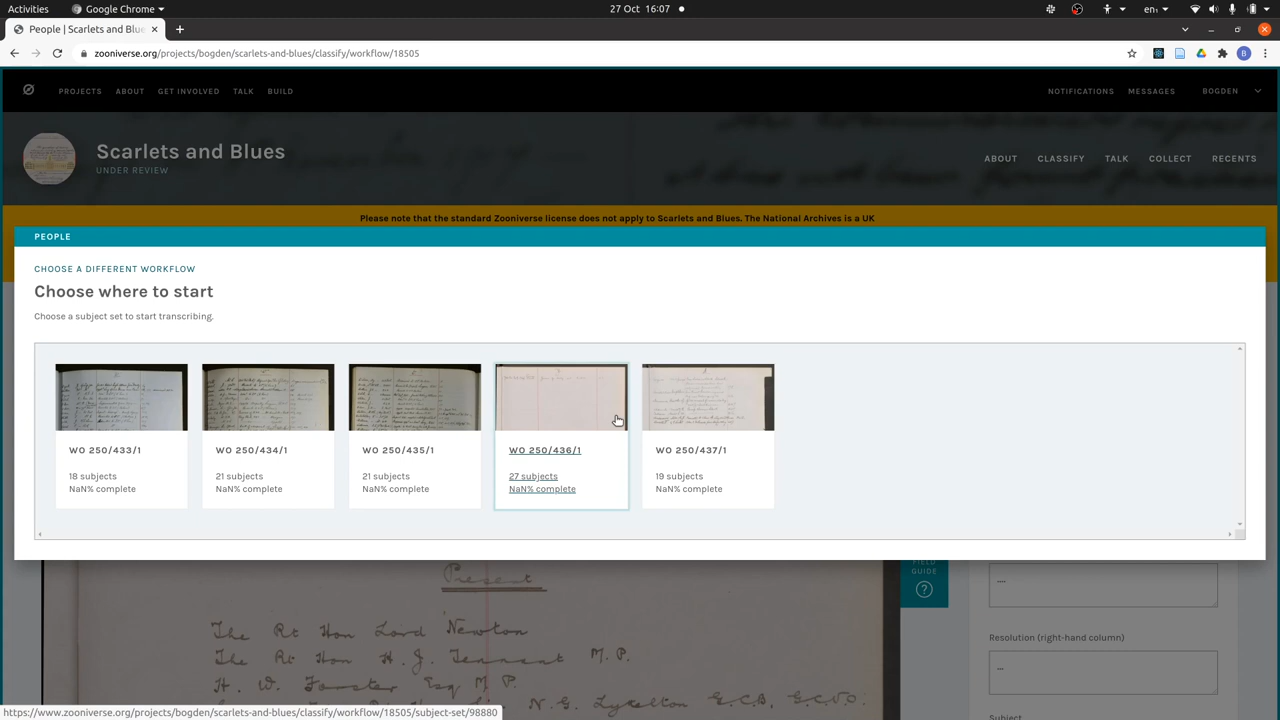 Activities
Google Chrome
27 Oct 16:07
en₁
People | Scarlets and Blue
zooniverse.org/projects/bogden/scarlets-and-blues/classify/workflow/18505
B
PROJECTS ABOUT GET INVOLVED TALK BUILD
NOTIFICATIONS MESSAGES BOGDEN
Scarlets and Blues
UNDER REVIEW
ABOUT CLASSIFY TALK COLLECT RECENTS
Please note that the standard Zooniverse license does not apply to Scarlets and Blues. The National Archives is a UK
PEOPLE
CHOOSE A DIFFERENT WORKFLOW
Choose where to start
Choose a subject set to start transcribing.
WO 250/433/1 WO 250/434/1 WO 250/435/1 WO 250/436/1 WO 250/437/1
18 subjects 21 subjects 21 subjects 27 subjects 19 subjects
NaN% complete NaN% complete NaN% complete NaN% complete NaN% complete
FIELD
GUIDE
?
....
Present
The Rt Hon Lord Newton
Resolution (right-hand column)
The Rt Hon H. J. Tennant M.P.
...
H. W. Forster Esq M P.
N. G. Lyttelton G.C.B, G.C.V.O.
Subject
https://www.zooniverse.org/projects/bogden/scarlets-and-blues/classify/workflow/18505/subject-set/98880